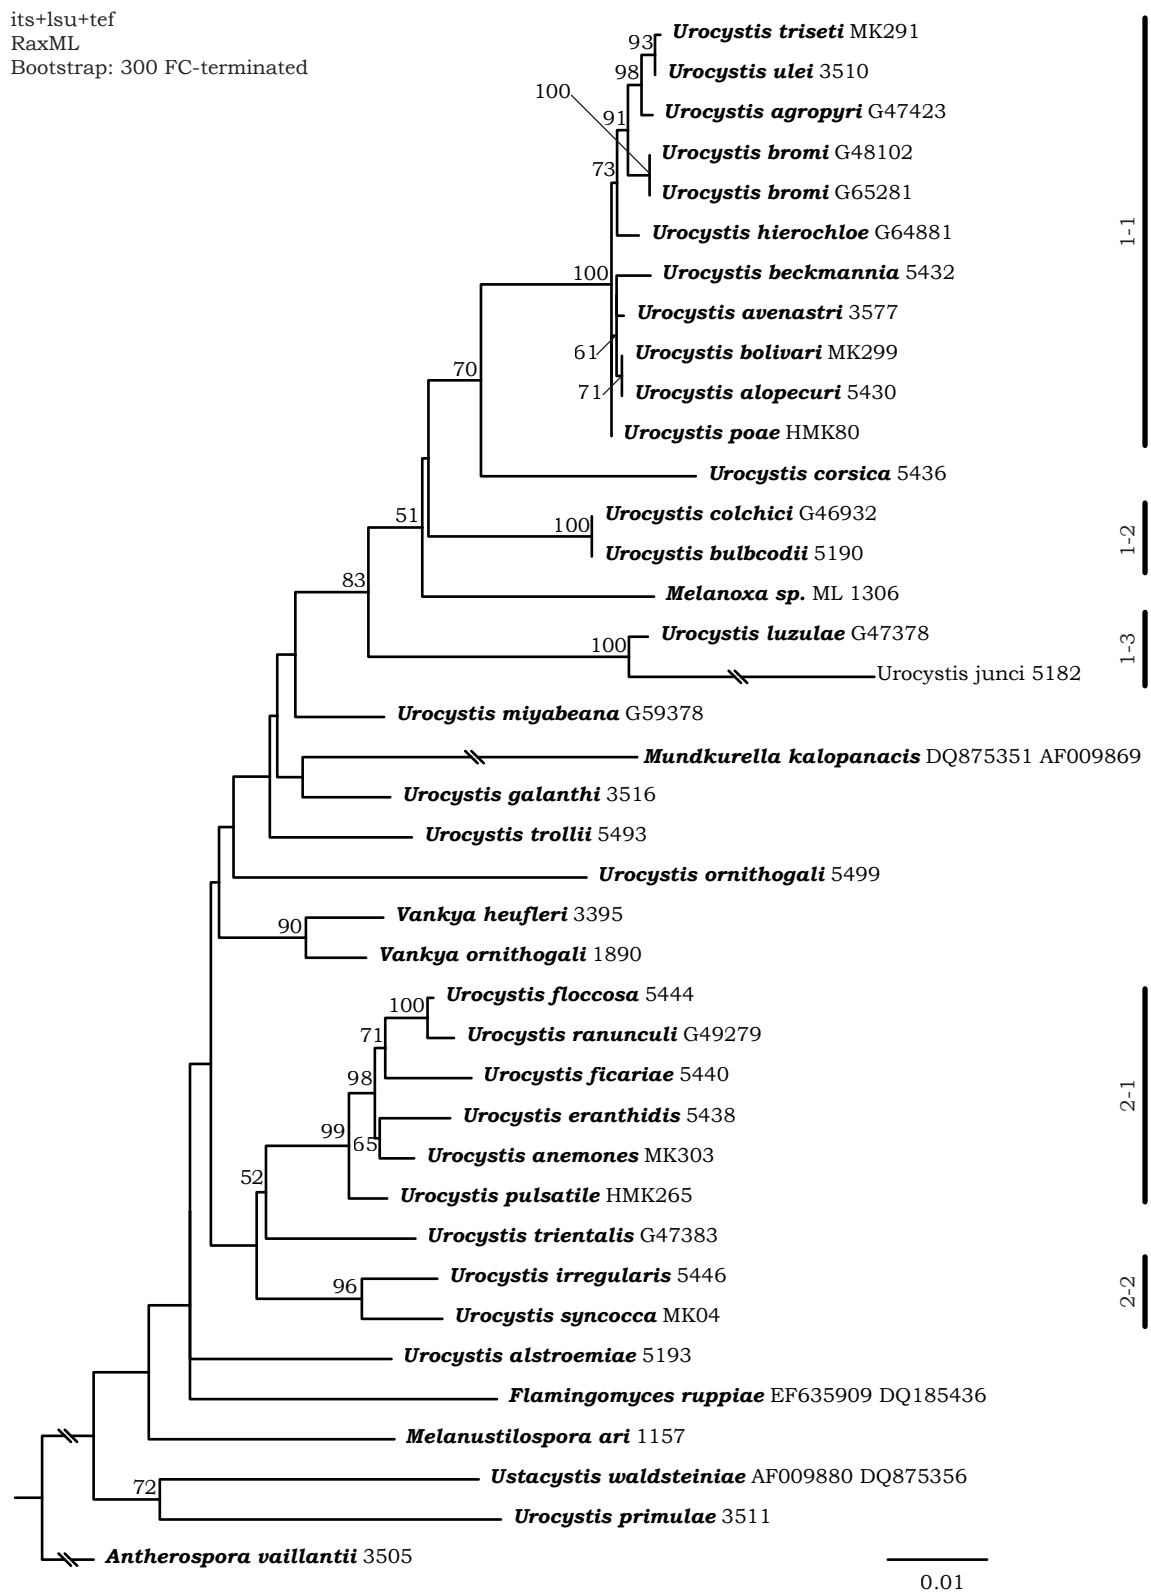 its+lsu+tef
RaxML
Bootstrap: 300 FC-terminated
93
Urocystis triseti MK291
98
Urocystis ulei 3510
100
Urocystis agropyri G47423
91
Urocystis bromi G48102
73
Urocystis bromi G65281
Urocystis hierochloe G64881
1-1
100
Urocystis beckmannia 5432
Urocystis avenastri 3577
61
Urocystis bolivari MK299
70
71
Urocystis alopecuri 5430
Urocystis poae HMK80
Urocystis corsica 5436
51
100
Urocystis colchici G46932
1-2
Urocystis bulbcodii 5190
83
Melanoxa sp. ML 1306
100
Urocystis luzulae G47378
1-3
Urocystis junci 5182
Urocystis miyabeana G59378
Mundkurella kalopanacis DQ875351 AF009869
Urocystis galanthi 3516
Urocystis trollii 5493
Urocystis ornithogali 5499
90
Vankya heufleri 3395
Vankya ornithogali 1890
100
Urocystis floccosa 5444
71
Urocystis ranunculi G49279
98
Urocystis ficariae 5440
2-1
99
65
Urocystis eranthidis 5438
Urocystis anemones MK303
52
Urocystis pulsatile HMK265
Urocystis trientalis G47383
96
Urocystis irregularis 5446
2-2
Urocystis syncocca MK04
Urocystis alstroemiae 5193
Flamingomyces ruppiae EF635909 DQ185436
Melanustilospora ari 1157
72
Ustacystis waldsteiniae AF009880 DQ875356
Urocystis primulae 3511
Antherospora vaillantii 3505
0.01